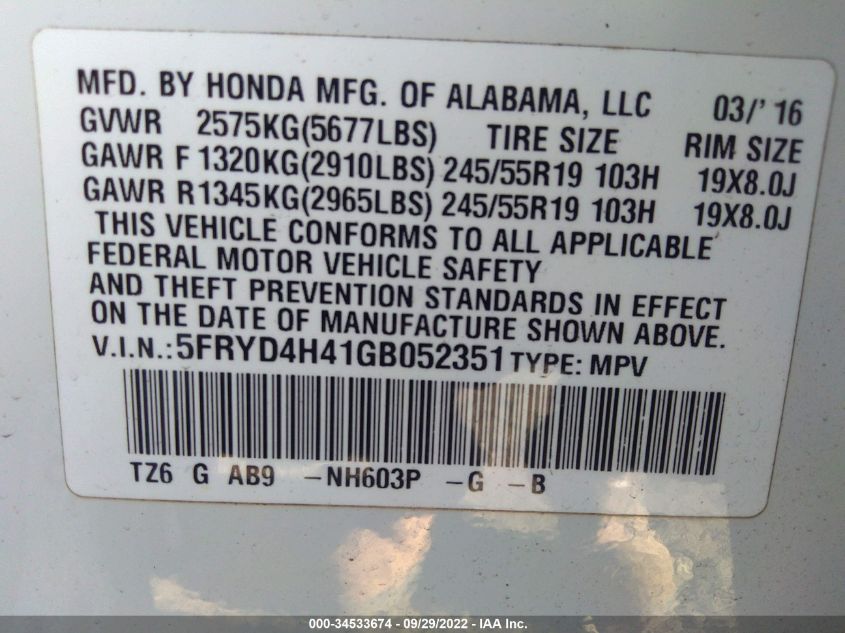 MFD. BY HONDA MFG. OF ALABAMA, LLC 03/' 16
GVWR 2575KG(5677LBS) TIRE SIZE RIM SIZE
GAWR F 1320KG(2910LBS) 245/55R19 103H 19X8.0J
GAWR R1345KG(2965LBS) 245/55R19 103H 19X8.0J
THIS VEHICLE CONFORMS TO ALL APPLICABLE
FEDERAL MOTOR VEHICLE SAFETY
AND THEFT PREVENTION STANDARDS IN EFFECT
ON THE DATE OF MANUFACTURE SHOWN ABOVE.
V.I.N.:5FRYD4H41GB052351 TYPE: MPV
TZ6 G AB9 -NH603P -G -B
000-34533674 - 09/29/2022 - IAA Inc.